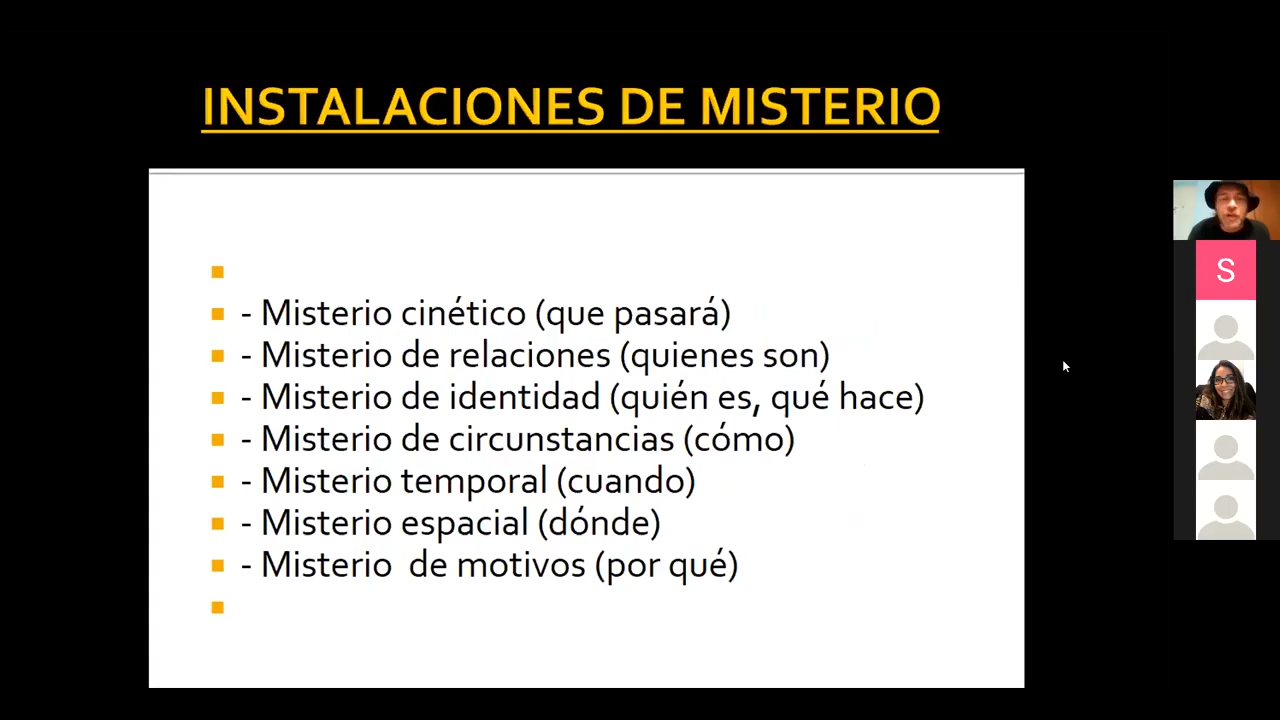 INSTALACIONES DE MISTERIO
- Misterio cinético (que pasará)
- Misterio de relaciones (quienes son)
- Misterio de identidad (quién es, qué hace)
- Misterio de circunstancias (cómo)
- Misterio temporal (cuando)
- Misterio espacial (dónde)
- Misterio  de motivos (por qué)
S